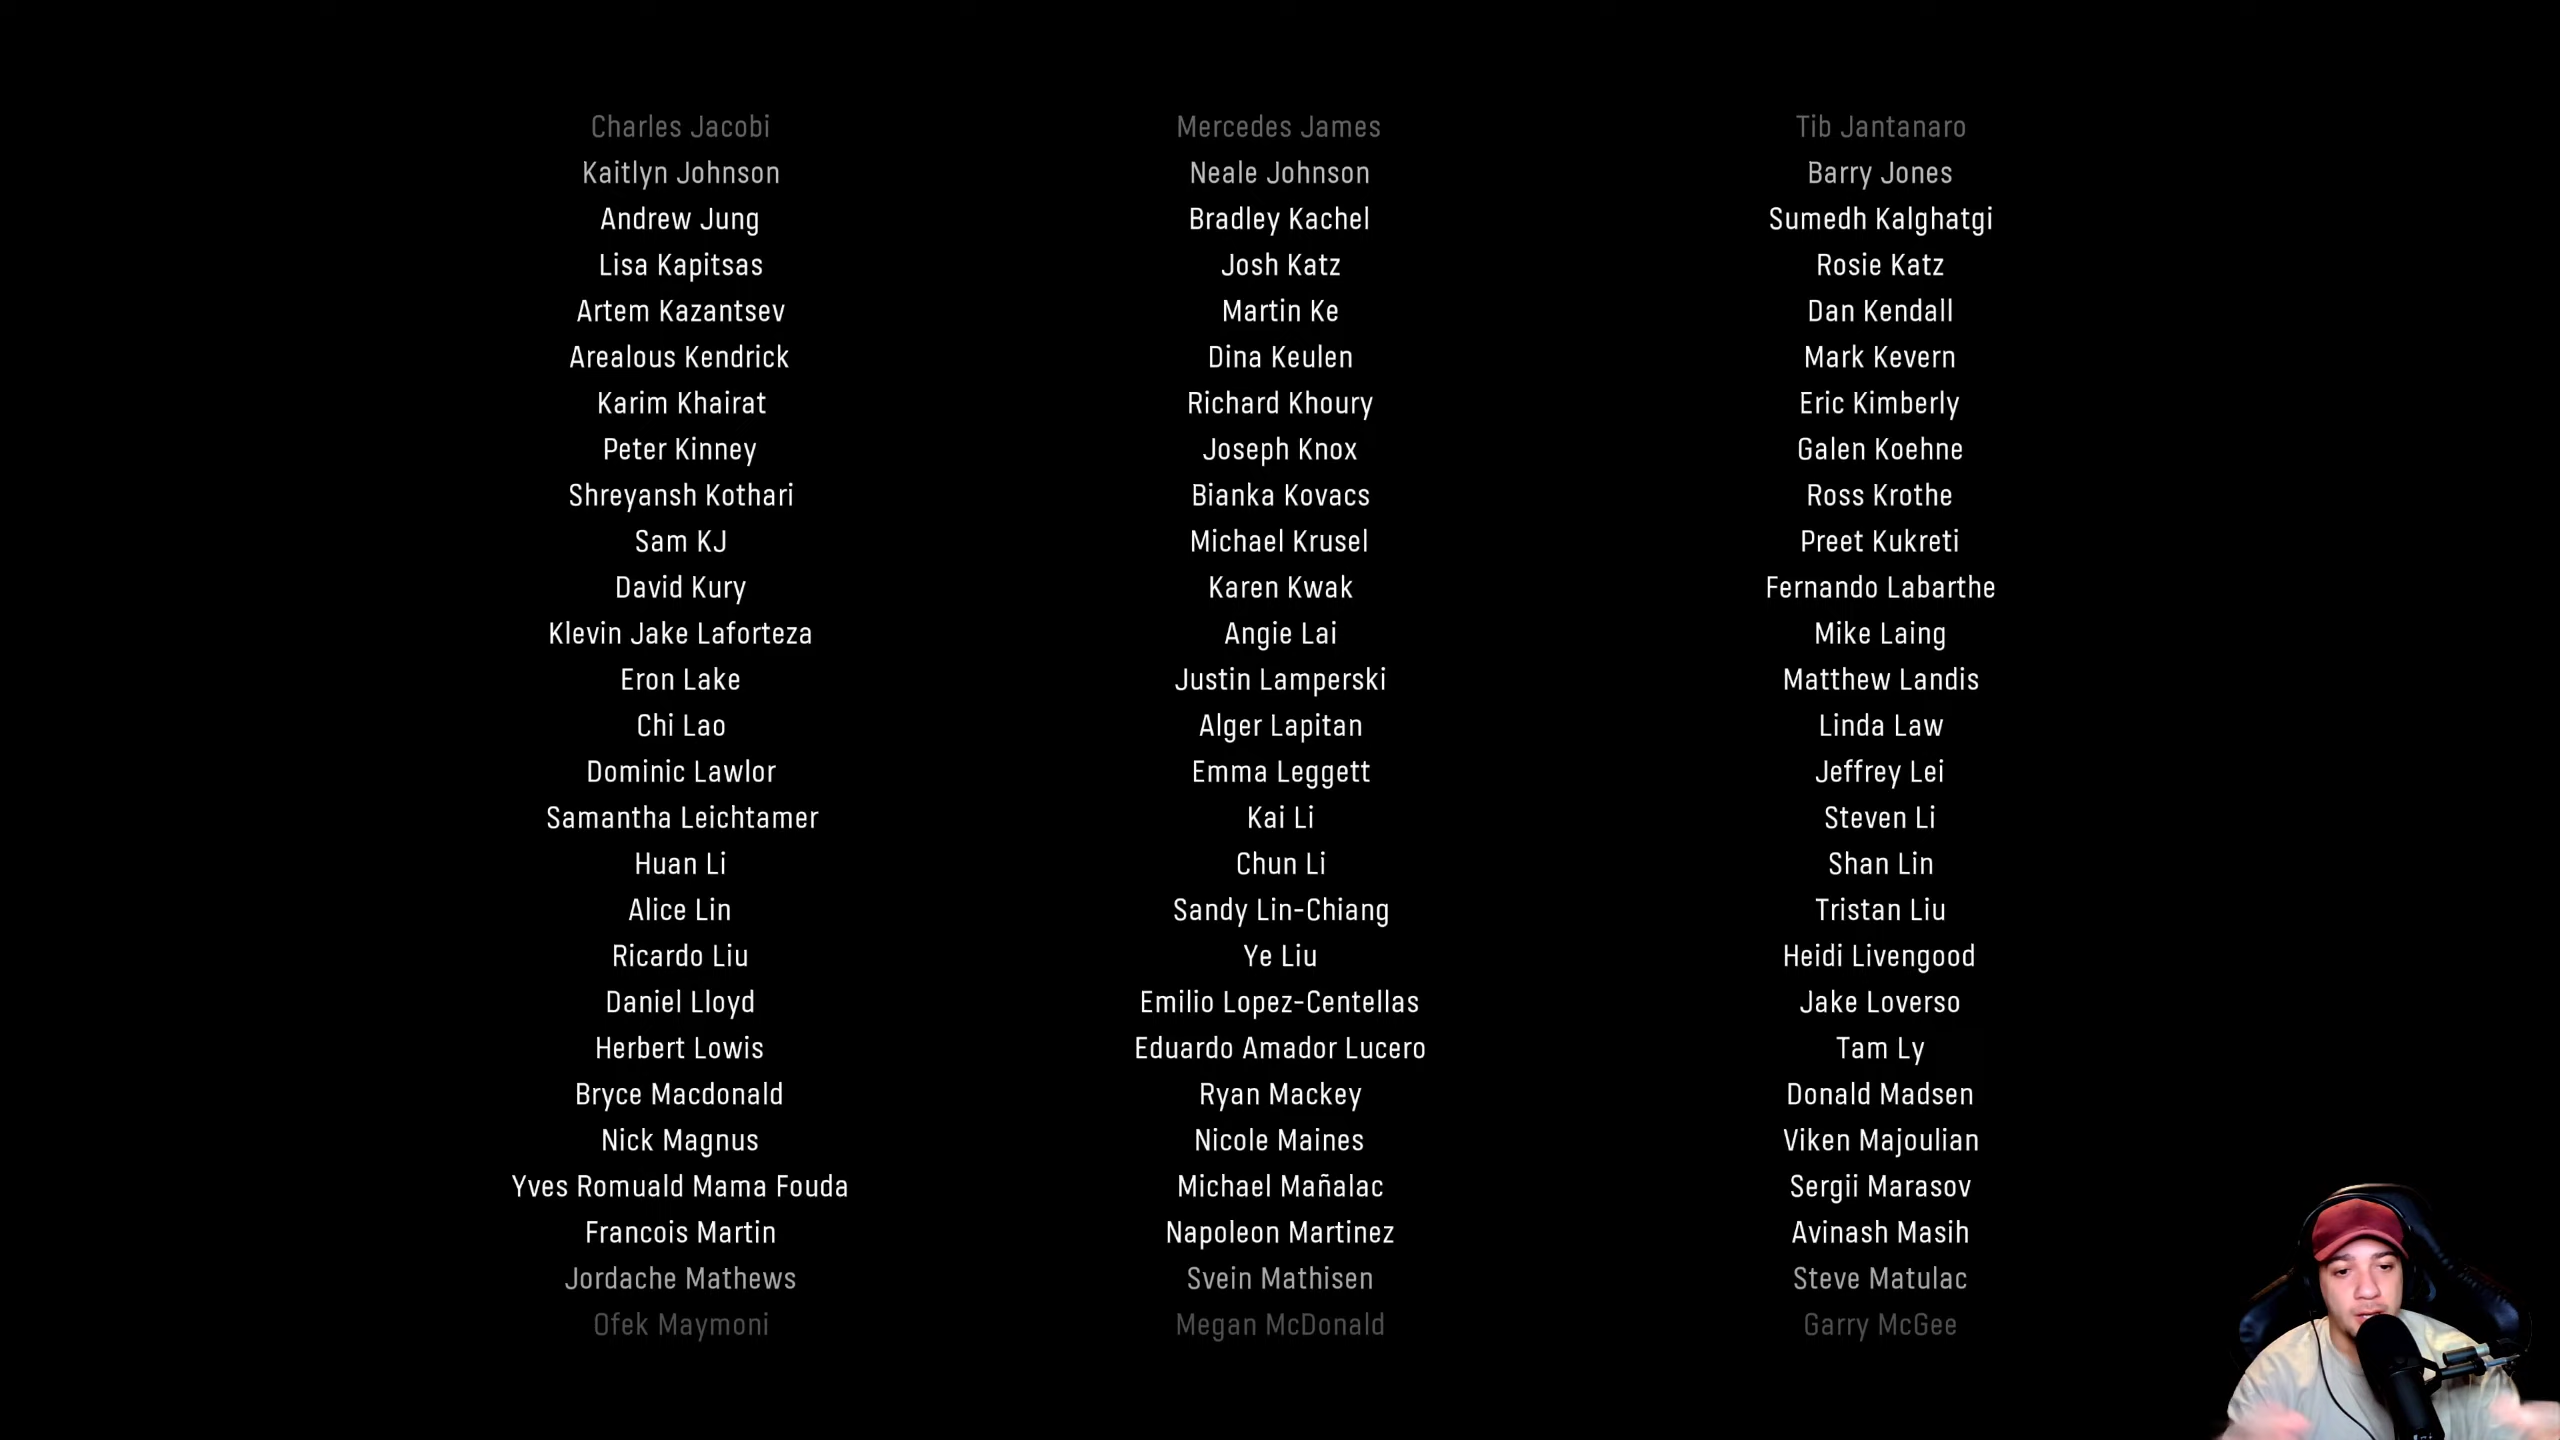 Charles Jacobi Mercedes James Tib Jantanaro
Kaitlyn Johnson Neale Johnson Barry Jones
Andrew Jung Bradley Kachel Sumedh Kalghatgi
Lisa Kapitsas Josh Katz Rosie Katz
Artem Kazantsev Martin Ke Dan Kendall
Arealous Kendrick Dina Keulen Mark Kevern
Karim Khairat Richard Khoury Eric Kimberly
Peter Kinney Joseph Knox Galen Koehne
Shreyansh Kothari Bianka Kovacs Ross Krothe
Sam KJ Michael Krusel Preet Kukreti
David Kury Karen Kwak Fernando Labarthe
Klevin Jake Laforteza Angie Lai Mike Laing
Eron Lake Justin Lamperski Matthew Landis
Chi Lao Alger Lapitan Linda Law
Dominic Lawlor Emma Leggett Jeffrey Lei
Samantha Leichtamer Kai Li Steven Li
Huan Li Chun Li Shan Lin
Alice Lin Sandy Lin-Chiang Tristan Liu
Ricardo Liu Ye Liu Heidi Livengood
Daniel Lloyd Emilio Lopez-Centellas Jake Loverso
Herbert Lowis Eduardo Amador Lucero Tam Ly
Bryce Macdonald Ryan Mackey Donald Madsen
Nick Magnus Nicole Maines Viken Majoulian
Yves Romuald Mama Fouda Michael Mañalac Sergii Marasov
Francois Martin Napoleon Martinez Avinash Masih
Jordache Mathews Svein Mathisen Steve Matulac
Ofek Maymoni Megan McDonald Garry McGee